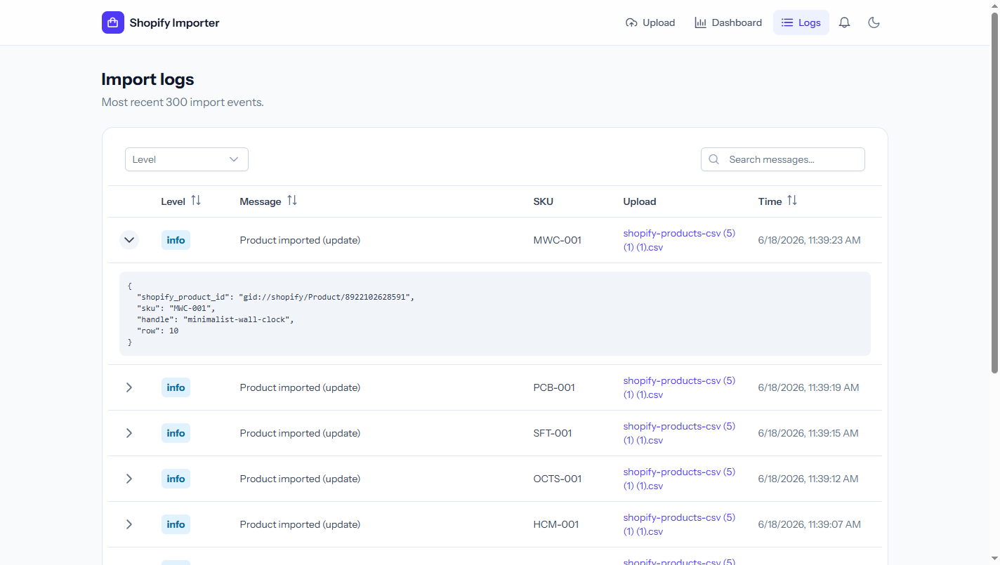 Shopify Importer
Upload
Dashboard
Logs
Import logs
Most recent 300 import events.
Level
Search messages...
Level Message SKU Upload Time
info Product imported (update) MWC-001 shopify-products-csv (5) 6/18/2026, 11:39:23 AM
(1) (1).csv
{
"shopify_product_id": "gid://shopify/Product/8922102628591",
"sku": "MWC-001",
"handle": "minimalist-wall-clock",
"row": 10
}
info Product imported (update) PCB-001 shopify-products-csv (5) 6/18/2026, 11:39:19 AM
(1) (1).csv
info Product imported (update) SFT-001 shopify-products-csv (5) 6/18/2026, 11:39:15 AM
(1) (1).csv
info Product imported (update) OCTS-001 shopify-products-csv (5) 6/18/2026, 11:39:12 AM
(1) (1).csv
info Product imported (update) HCM-001 shopify-products-csv (5) 6/18/2026, 11:39:07 AM
(1) (1).csv
shopify-products-csv (5)